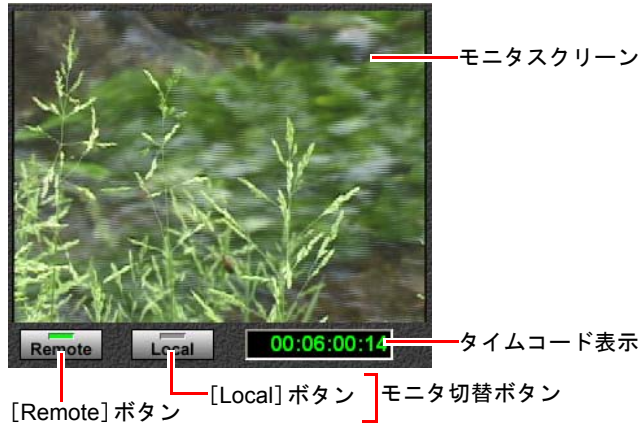 モニタスクリーン
Remote
Local
00:06:00:14
タイムコード表示
[Local]ボタン
モニタ切替ボタン
[Remote]ボタン